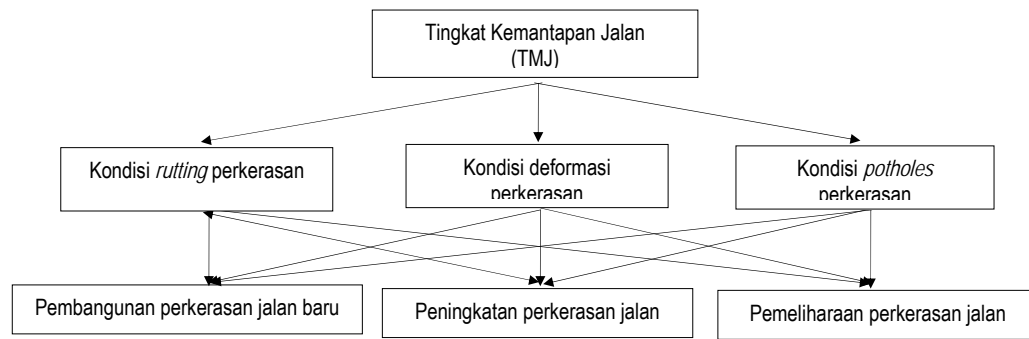 Tingkat Kemantapan Jalan
(TMJ)
Kondisi rutting perkerasan
Kondisi deformasi
perkerasan
Kondisi potholes
perkerasan
Pembangunan perkerasan jalan baru
Peningkatan perkerasan jalan
Pemeliharaan perkerasan jalan